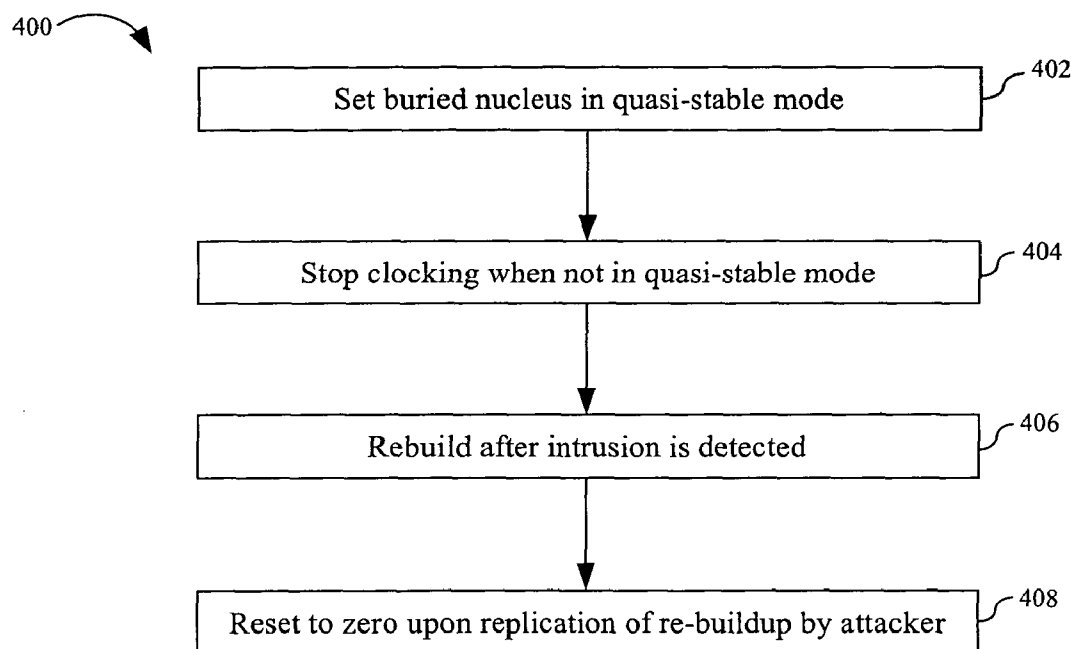 400
402
Set buried nucleus in quasi-stable mode
404
Stop clocking when not in quasi-stable mode
406
Rebuild after intrusion is detected
408
Reset to zero upon replication of re-buildup by attacker